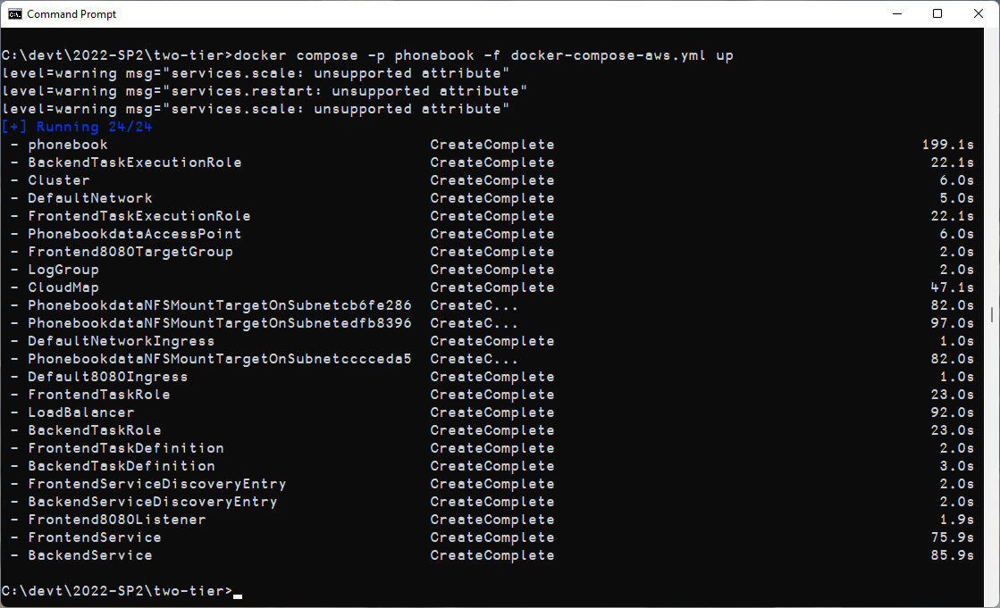 Command Prompt
C:\devt\2022-SP2\two-tier>docker compose -p phonebook -f docker-compose-aws.yml up
level=warning msg="services.scale: unsupported attribute"
level=warning msg="services.restart: unsupported attribute"
level=warning msg="services.scale: unsupported attribute"
[+] Running 24/24
- phonebook CreateComplete 199.1s
- BackendTaskExecutionRole CreateComplete 22.1s
- Cluster CreateComplete 6.0s
- DefaultNetwork CreateComplete 5.0s
- FrontendTaskExecutionRole CreateComplete 22.1s
- PhonebookdataAccessPoint CreateComplete 6.0s
- Frontend8080TargetGroup CreateComplete 2.0s
- LogGroup CreateComplete 2.0s
- CloudMap CreateComplete 47.1s
- PhonebookdataNFSMountTargetOnSubnetcb6fe286 CreateC... 82.0s
- PhonebookdataNFSMountTargetOnSubnetedfb8396 CreateC... 97.0s
- DefaultNetworkIngress CreateComplete 1.0s
- PhonebookdataNFSMountTargetOnSubnetcccceda5 CreateC... 82.0s
- Default8080Ingress CreateComplete 1.0s
- FrontendTaskRole CreateComplete 23.0s
- LoadBalancer CreateComplete 92.0s
- BackendTaskRole CreateComplete 23.0s
- FrontendTaskDefinition CreateComplete 2.0s
- BackendTaskDefinition CreateComplete 3.0s
- FrontendServiceDiscoveryEntry CreateComplete 2.0s
- BackendServiceDiscoveryEntry CreateComplete 2.0s
- Frontend8080Listener CreateComplete 1.9s
- FrontendService CreateComplete 75.9s
- BackendService CreateComplete 85.9s
C:\devt\2022-SP2\two-tier>